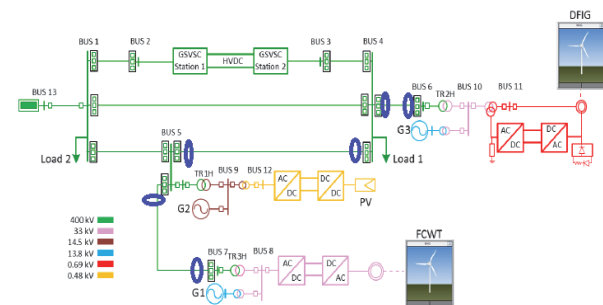 DFIG
BUS 1
BUS 2
GSVSC
Station 1
HVDC
GSVSC
Station 2
BUS 3
BUS 4
BUS 13
BUS 6
TR2H
BUS 10
BUS 11
G3
AC
DC
DC
AC
Load 2
BUS 5
Load 1
TR1H
BUS 9
BUS 12
G2
AC
DC
DC
DC
PV
400 kV
33 kV
14.5 kV
13.8 kV
0.69 kV
0.48 kV
BUS 7
TR3H
BUS 8
G1
AC
DC
DC
AC
FCWT